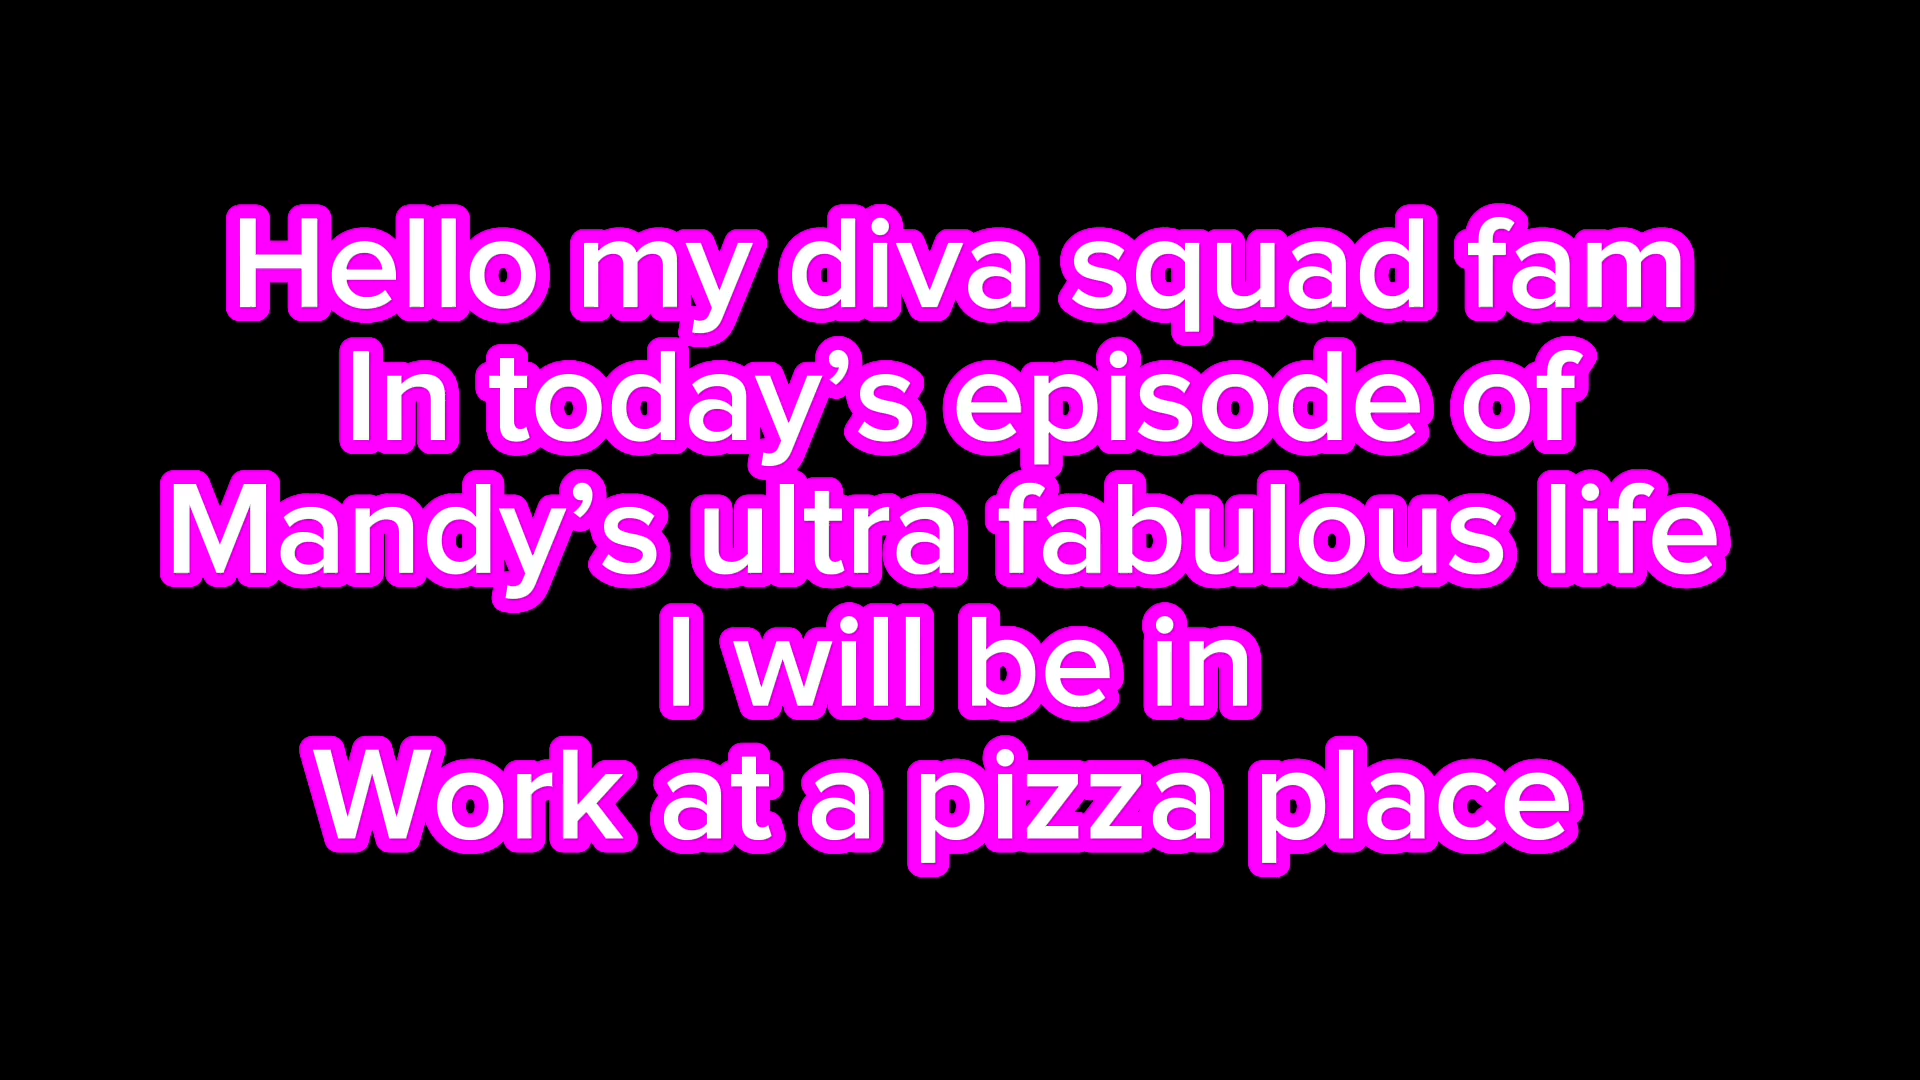 Hello my diva squad fam
In today’s episode of
Mandy’s ultra fabulous life
I will be in
Work at a pizza place